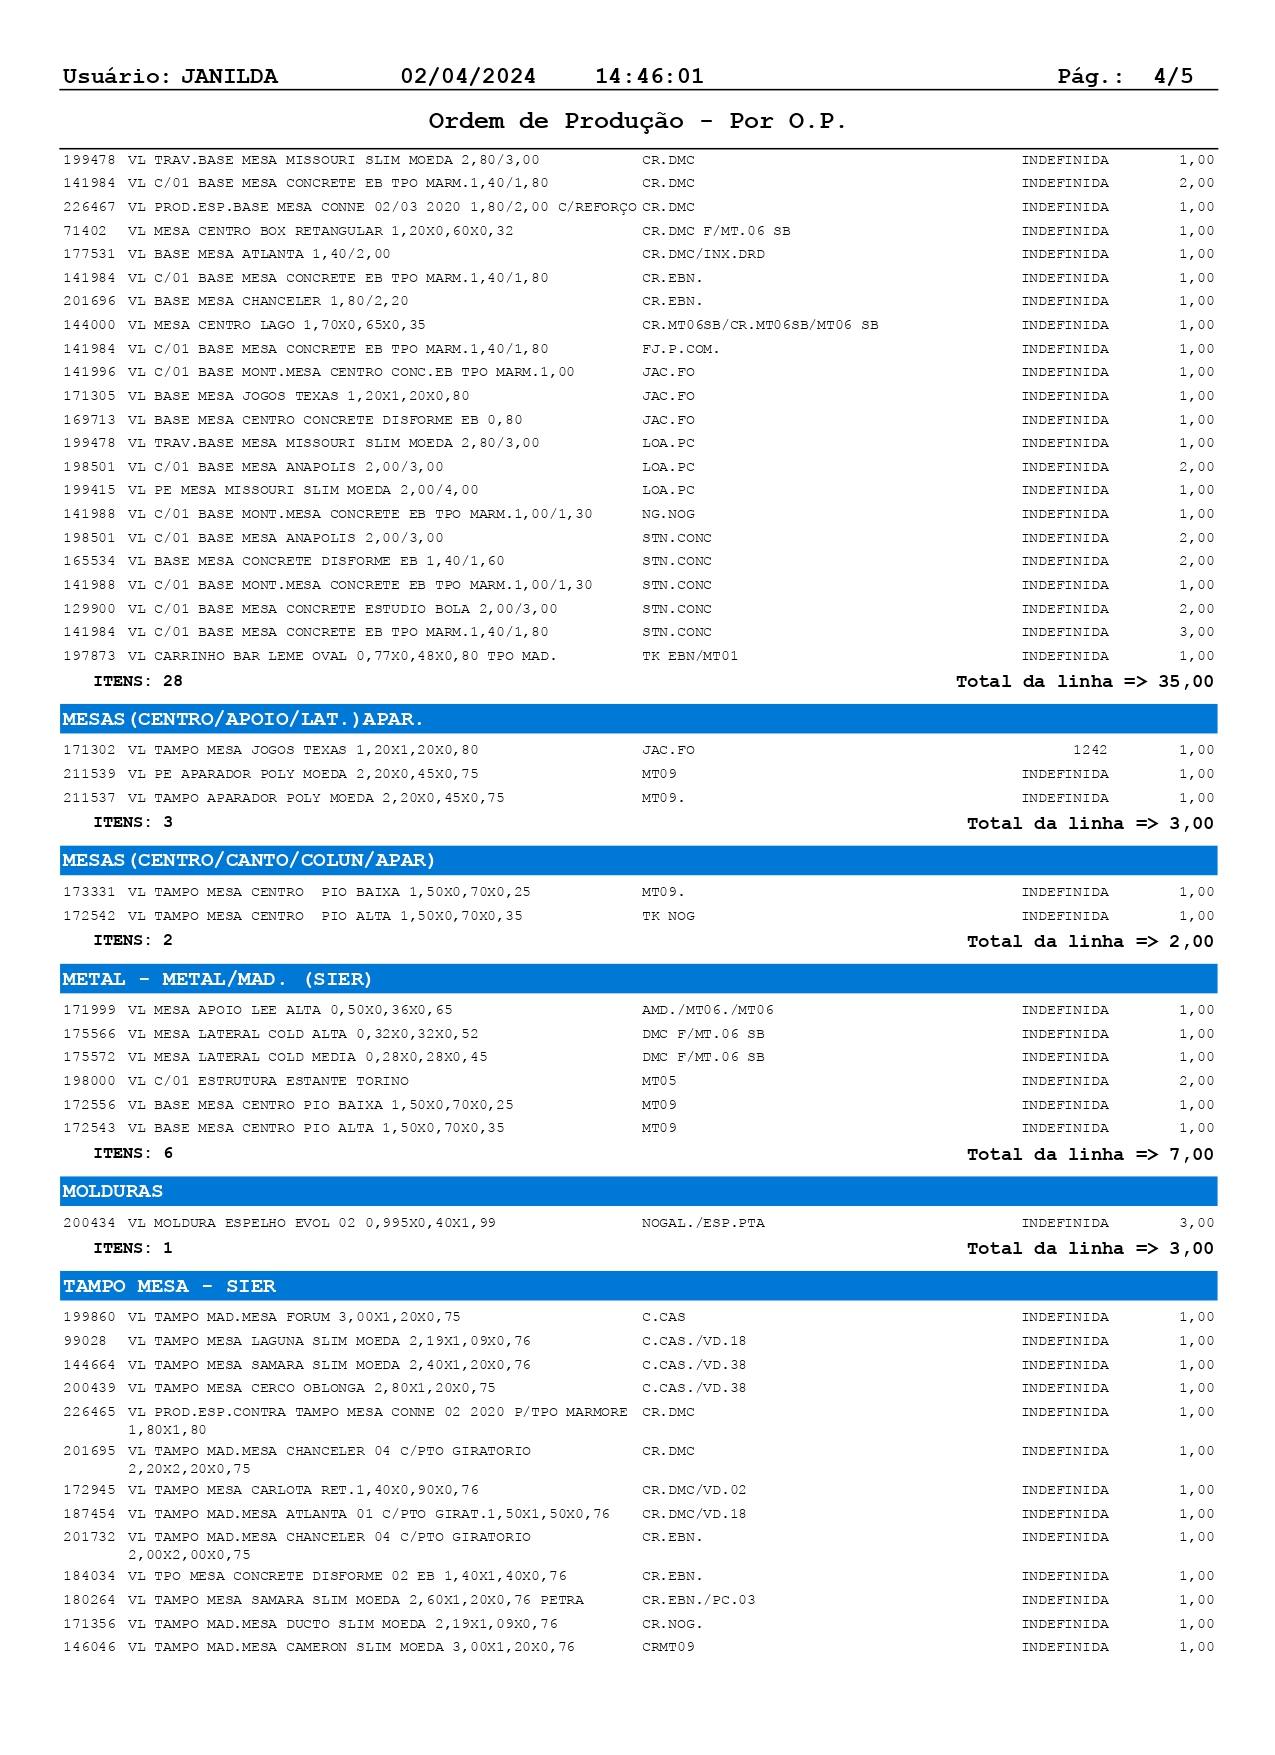 Usuário: JANILDA 02/04/2024 14:46:01 Pág.: 4/5
Ordem de Produção - Por O.P.
199478 VL TRAV.BASE MESA MISSOURI SLIM MOEDA 2,80/3,00 CR.DMC INDEFINIDA 1,00
141984 VL C/01 BASE MESA CONCRETE EB TPO MARM.1,40/1,80 CR.DMC INDEFINIDA 2,00
226467 VL PROD.ESP.BASE MESA CONNE 02/03 2020 1,80/2,00 C/REFORÇO CR.DMC INDEFINIDA 1,00
71402 VL MESA CENTRO BOX RETANGULAR 1,20X0,60X0,32 CR.DMC F/MT.06 SB INDEFINIDA 1,00
177531 VL BASE MESA ATLANTA 1,40/2,00 CR.DMC/INX.DRD INDEFINIDA 1,00
141984 VL C/01 BASE MESA CONCRETE EB TPO MARM.1,40/1,80 CR.EBN. INDEFINIDA 1,00
201696 VL BASE MESA CHANCELER 1,80/2,20 CR.EBN. INDEFINIDA 1,00
144000 VL MESA CENTRO LAGO 1,70X0,65X0,35 CR.MT06SB/CR.MT06SB/MT06 SB INDEFINIDA 1,00
141984 VL C/01 BASE MESA CONCRETE EB TPO MARM.1,40/1,80 FJ.P.COM. INDEFINIDA 1,00
141996 VL C/01 BASE MONT.MESA CENTRO CONC.EB TPO MARM.1,00 JAC.FO INDEFINIDA 1,00
171305 VL BASE MESA JOGOS TEXAS 1,20X1,20X0,80 JAC.FO INDEFINIDA 1,00
169713 VL BASE MESA CENTRO CONCRETE DISFORME EB 0,80 JAC.FO INDEFINIDA 1,00
199478 VL TRAV.BASE MESA MISSOURI SLIM MOEDA 2,80/3,00 LOA.PC INDEFINIDA 1,00
198501 VL C/01 BASE MESA ANAPOLIS 2,00/3,00 LOA.PC INDEFINIDA 2,00
199415 VL PE MESA MISSOURI SLIM MOEDA 2,00/4,00 LOA.PC INDEFINIDA 1,00
141988 VL C/01 BASE MONT.MESA CONCRETE EB TPO MARM.1,00/1,30 NG.NOG INDEFINIDA 1,00
198501 VL C/01 BASE MESA ANAPOLIS 2,00/3,00 STN.CONC INDEFINIDA 2,00
165534 VL BASE MESA CONCRETE DISFORME EB 1,40/1,60 STN.CONC INDEFINIDA 2,00
141988 VL C/01 BASE MONT.MESA CONCRETE EB TPO MARM.1,00/1,30 STN.CONC INDEFINIDA 1,00
129900 VL C/01 BASE MESA CONCRETE ESTUDIO BOLA 2,00/3,00 STN.CONC INDEFINIDA 2,00
141984 VL C/01 BASE MESA CONCRETE EB TPO MARM.1,40/1,80 STN.CONC INDEFINIDA 3,00
197873 VL CARRINHO BAR LEME OVAL 0,77X0,48X0,80 TPO MAD. TK EBN/MT01 INDEFINIDA 1,00
ITENS: 28 Total da linha => 35,00
MESAS(CENTRO/APOIO/LAT.)APAR.
171302 VL TAMPO MESA JOGOS TEXAS 1,20X1,20X0,80 JAC.FO 1242 1,00
211539 VL PE APARADOR POLY MOEDA 2,20X0,45X0,75 MT09 INDEFINIDA 1,00
211537 VL TAMPO APARADOR POLY MOEDA 2,20X0,45X0,75 MT09. INDEFINIDA 1,00
ITENS: 3 Total da linha => 3,00
MESAS(CENTRO/CANTO/COLUN/APAR)
173331 VL TAMPO MESA CENTRO  PIO BAIXA 1,50X0,70X0,25 MT09. INDEFINIDA 1,00
172542 VL TAMPO MESA CENTRO  PIO ALTA 1,50X0,70X0,35 TK NOG INDEFINIDA 1,00
ITENS: 2 Total da linha => 2,00
METAL - METAL/MAD. (SIER)
171999 VL MESA APOIO LEE ALTA 0,50X0,36X0,65 AMD./MT06./MT06 INDEFINIDA 1,00
175566 VL MESA LATERAL COLD ALTA 0,32X0,32X0,52 DMC F/MT.06 SB INDEFINIDA 1,00
175572 VL MESA LATERAL COLD MEDIA 0,28X0,28X0,45 DMC F/MT.06 SB INDEFINIDA 1,00
198000 VL C/01 ESTRUTURA ESTANTE TORINO MT05 INDEFINIDA 2,00
172556 VL BASE MESA CENTRO PIO BAIXA 1,50X0,70X0,25 MT09 INDEFINIDA 1,00
172543 VL BASE MESA CENTRO PIO ALTA 1,50X0,70X0,35 MT09 INDEFINIDA 1,00
ITENS: 6 Total da linha => 7,00
MOLDURAS
200434 VL MOLDURA ESPELHO EVOL 02 0,995X0,40X1,99 NOGAL./ESP.PTA INDEFINIDA 3,00
ITENS: 1 Total da linha => 3,00
TAMPO MESA - SIER
199860 VL TAMPO MAD.MESA FORUM 3,00X1,20X0,75 C.CAS INDEFINIDA 1,00
99028 VL TAMPO MESA LAGUNA SLIM MOEDA 2,19X1,09X0,76 C.CAS./VD.18 INDEFINIDA 1,00
144664 VL TAMPO MESA SAMARA SLIM MOEDA 2,40X1,20X0,76 C.CAS./VD.38 INDEFINIDA 1,00
200439 VL TAMPO MESA CERCO OBLONGA 2,80X1,20X0,75 C.CAS./VD.38 INDEFINIDA 1,00
226465 VL PROD.ESP.CONTRA TAMPO MESA CONNE 02 2020 P/TPO MARMORE CR.DMC INDEFINIDA 1,00
1,80X1,80
201695 VL TAMPO MAD.MESA CHANCELER 04 C/PTO GIRATORIO CR.DMC INDEFINIDA 1,00
2,20X2,20X0,75
172945 VL TAMPO MESA CARLOTA RET.1,40X0,90X0,76 CR.DMC/VD.02 INDEFINIDA 1,00
187454 VL TAMPO MAD.MESA ATLANTA 01 C/PTO GIRAT.1,50X1,50X0,76 CR.DMC/VD.18 INDEFINIDA 1,00
201732 VL TAMPO MAD.MESA CHANCELER 04 C/PTO GIRATORIO CR.EBN. INDEFINIDA 1,00
2,00X2,00X0,75
184034 VL TPO MESA CONCRETE DISFORME 02 EB 1,40X1,40X0,76 CR.EBN. INDEFINIDA 1,00
180264 VL TAMPO MESA SAMARA SLIM MOEDA 2,60X1,20X0,76 PETRA CR.EBN./PC.03 INDEFINIDA 1,00
171356 VL TAMPO MAD.MESA DUCTO SLIM MOEDA 2,19X1,09X0,76 CR.NOG. INDEFINIDA 1,00
146046 VL TAMPO MAD.MESA CAMERON SLIM MOEDA 3,00X1,20X0,76 CRMT09 INDEFINIDA 1,00